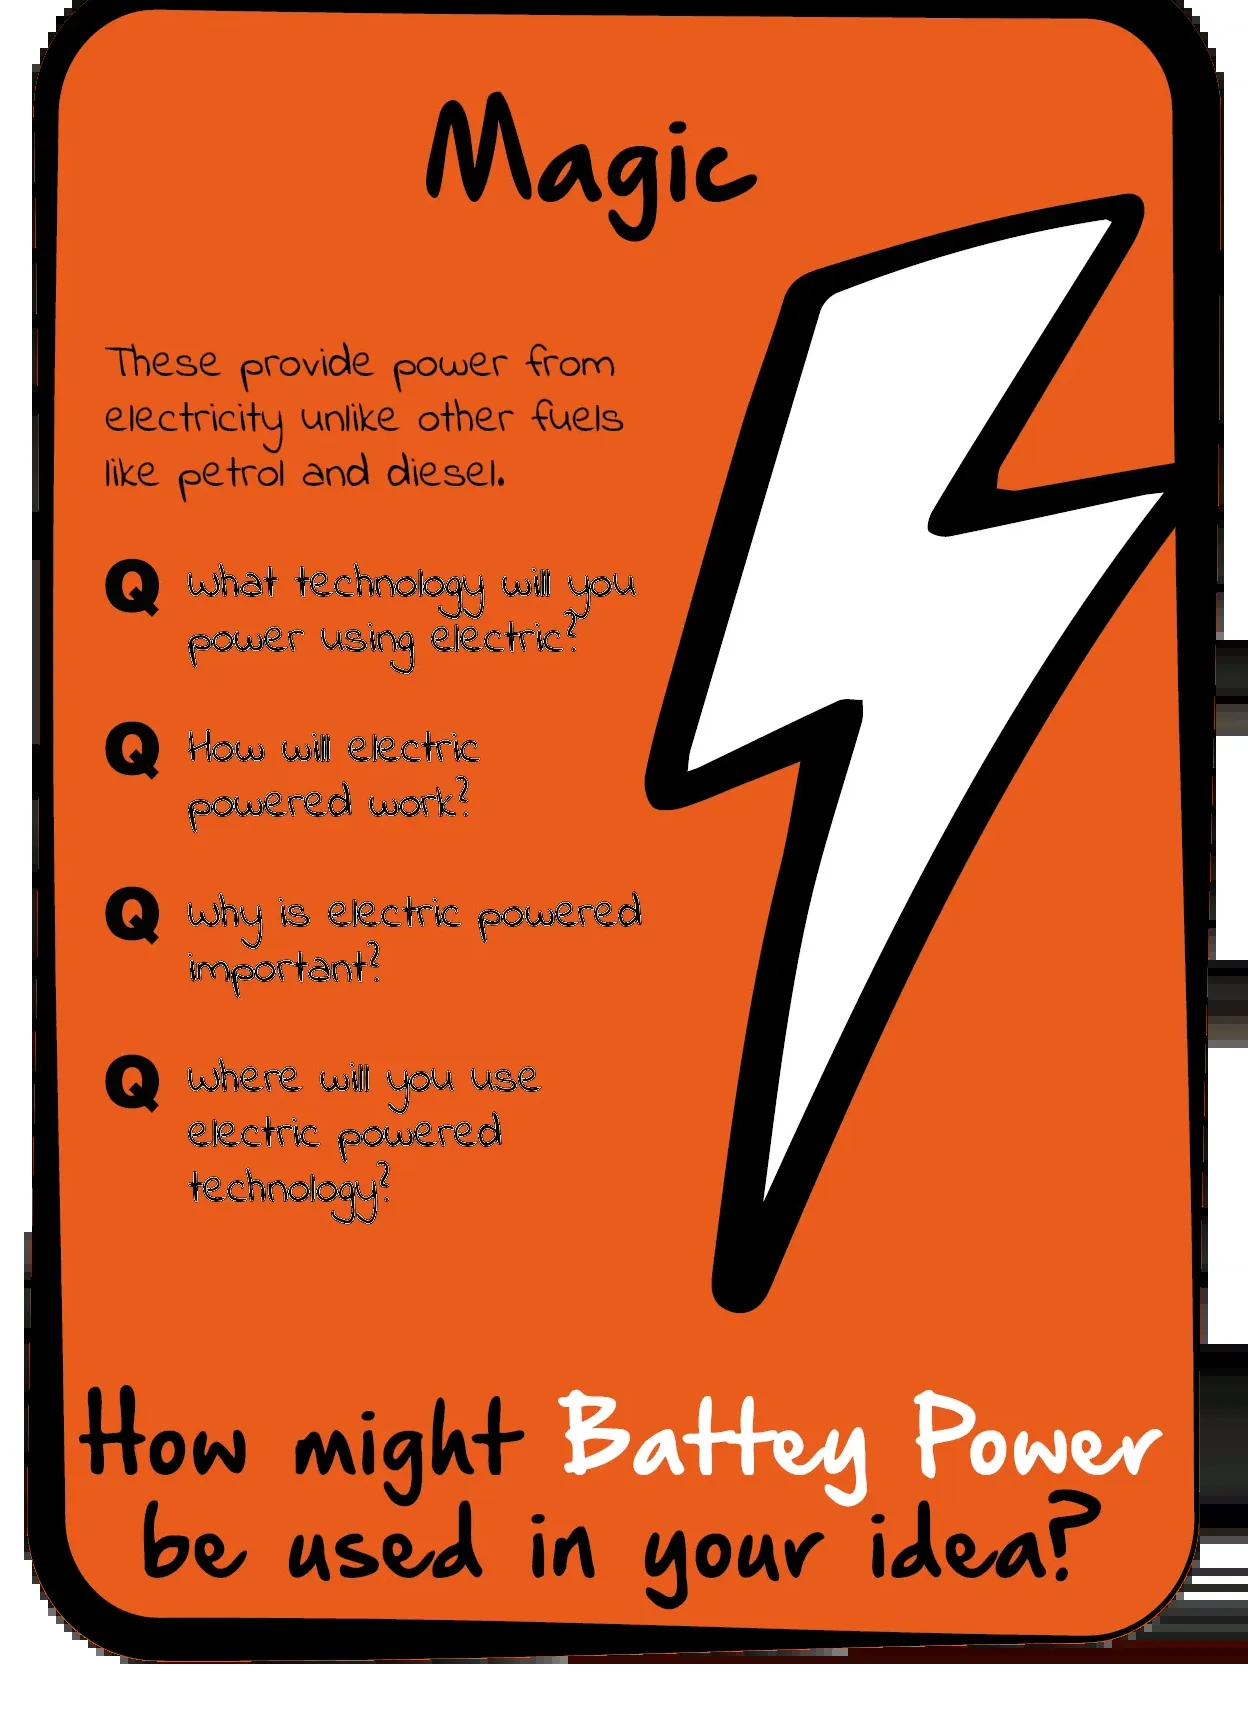 Magic
These provide power from
electricity unlike other fuels
like petrol and diesel.
Q What technology will you
power using electric?
Q How will electric
powered work?
Q Why is electric powered
important?
Q Where will you use
electric powered
technology?
How might Battey Power
be used in your idea?